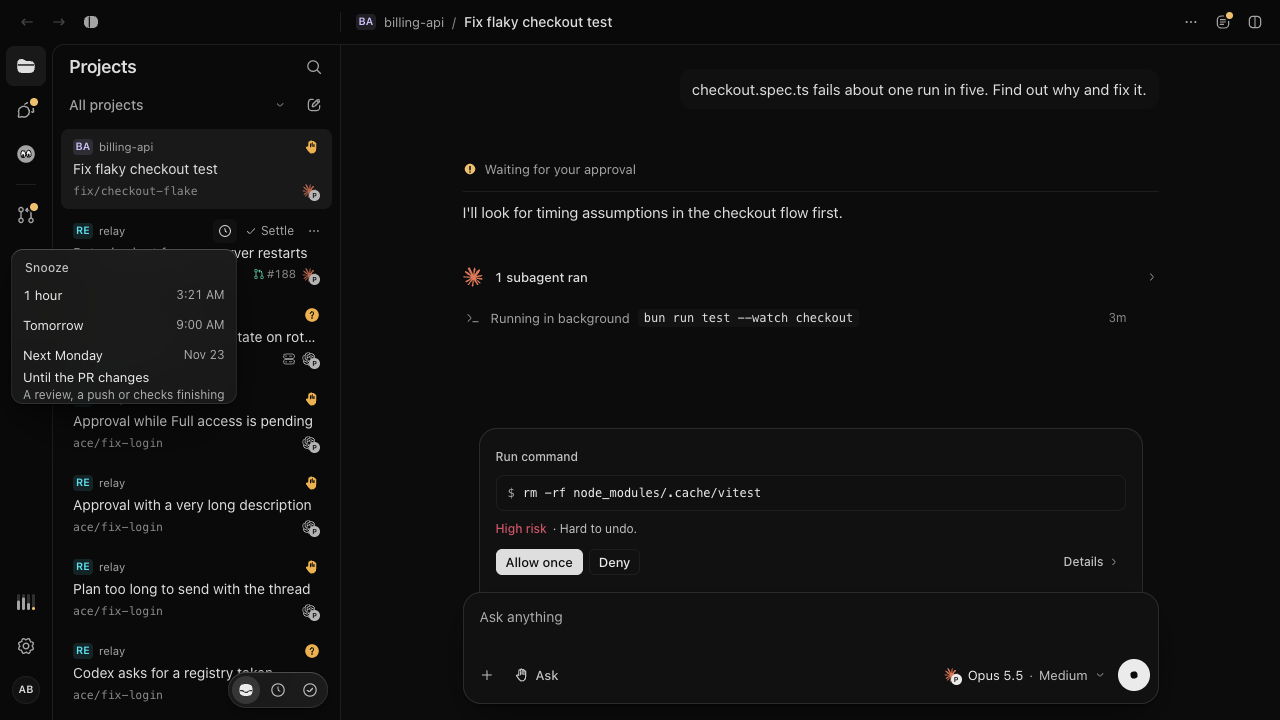 BA billing-api / Fix flaky checkout test
Projects
All projects
BA billing-api
Fix flaky checkout test
fix/checkout-flake
RE relay
Settle
ver restarts
#188
Snooze
1 hour 3:21 AM
Tomorrow 9:00 AM
Next Monday Nov 23
Until the PR changes
A review, a push or checks finishing
tate on rot...
Approval while Full access is pending
ace/fix-login
RE relay
Approval with a very long description
ace/fix-login
RE relay
Plan too long to send with the thread
ace/fix-login
RE relay
Codex asks for a registry token
ace/fix-login
AB
checkout.spec.ts fails about one run in five. Find out why and fix it.
Waiting for your approval
I'll look for timing assumptions in the checkout flow first.
1 subagent ran
Running in background bun run test --watch checkout 3m
Run command
$ rm -rf node_modules/.cache/vitest
High risk · Hard to undo.
Allow once Deny Details
Ask anything
Ask
Opus 5.5 · Medium